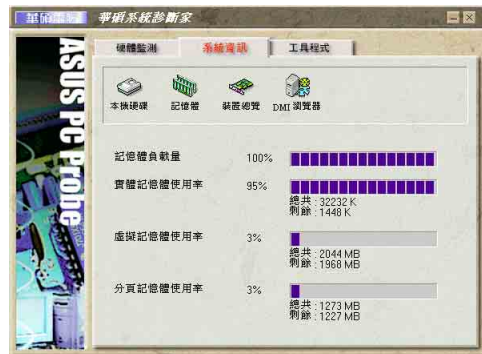 華碩電腦
華碩系統診斷家
ASUS PC Probe
硬體監測
系統資訊
工具程式
本機硬碟
記憶體
裝置總覽
DMI 瀏覽器
記憶體負載量 100%
實體記憶體使用率 95%
總共 : 32232 K
剩餘 : 1448 K
虛擬記憶體使用率 3%
總共 : 2044 MB
剩餘 : 1968 MB
分頁記憶體使用率 3%
總共 : 1273 MB
剩餘 : 1227 MB